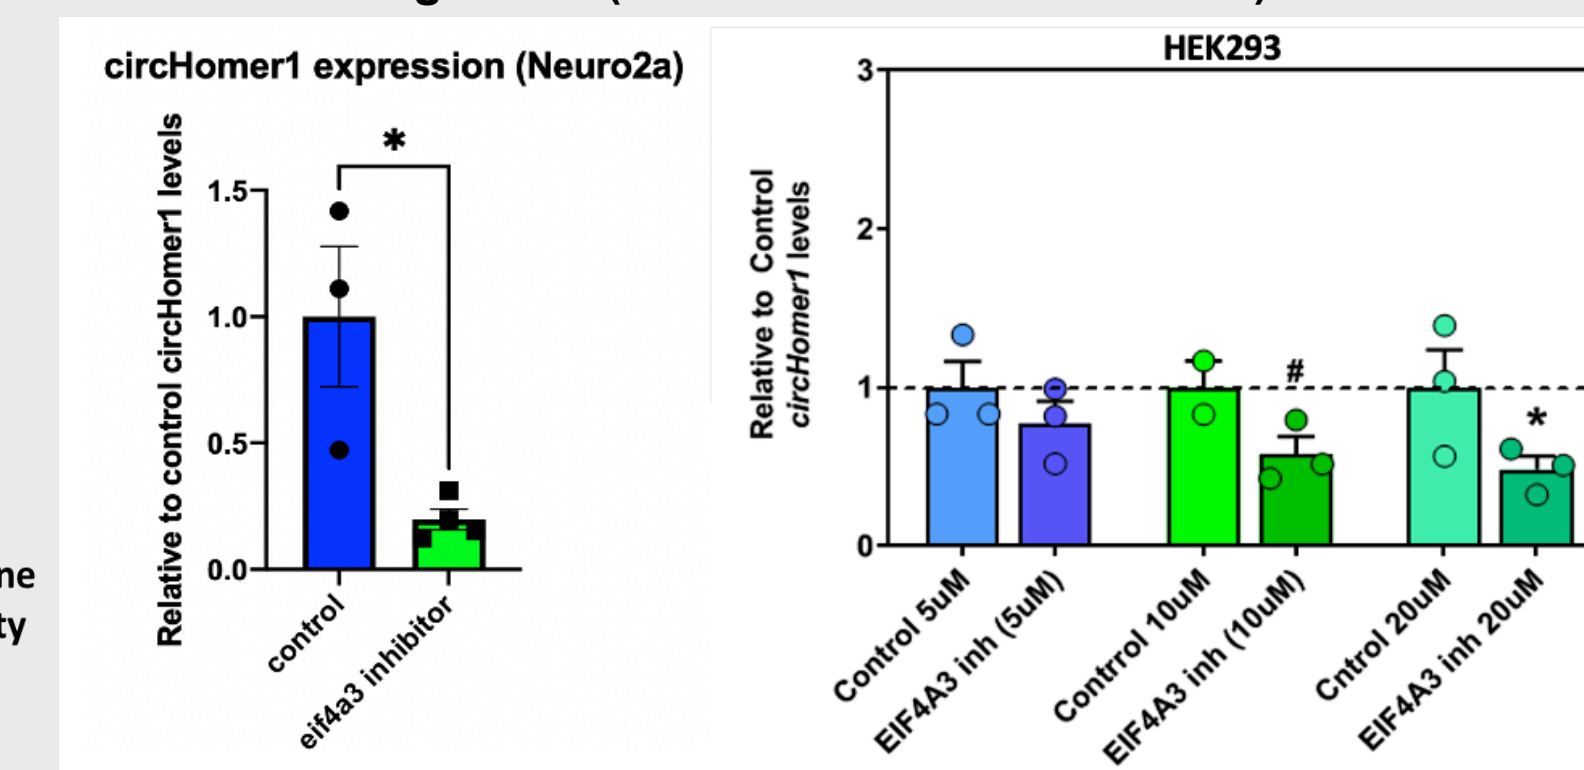 circHomer1 expression (Neuro2a)
Relative to control circHomer1 levels
*
1.5
1.0
0.5
0.0
control
eif4a3 inhibitor
HEK293
Relative to Control
circHomer1 levels
3
2
1
0
#
*
Control 5uM
EIF4A3 inh (5uM)
Contrrol 10uM
EIF4A3 inh (10uM)
Cntrol 20uM
EIF4A3 inh 20uM
ne
ty